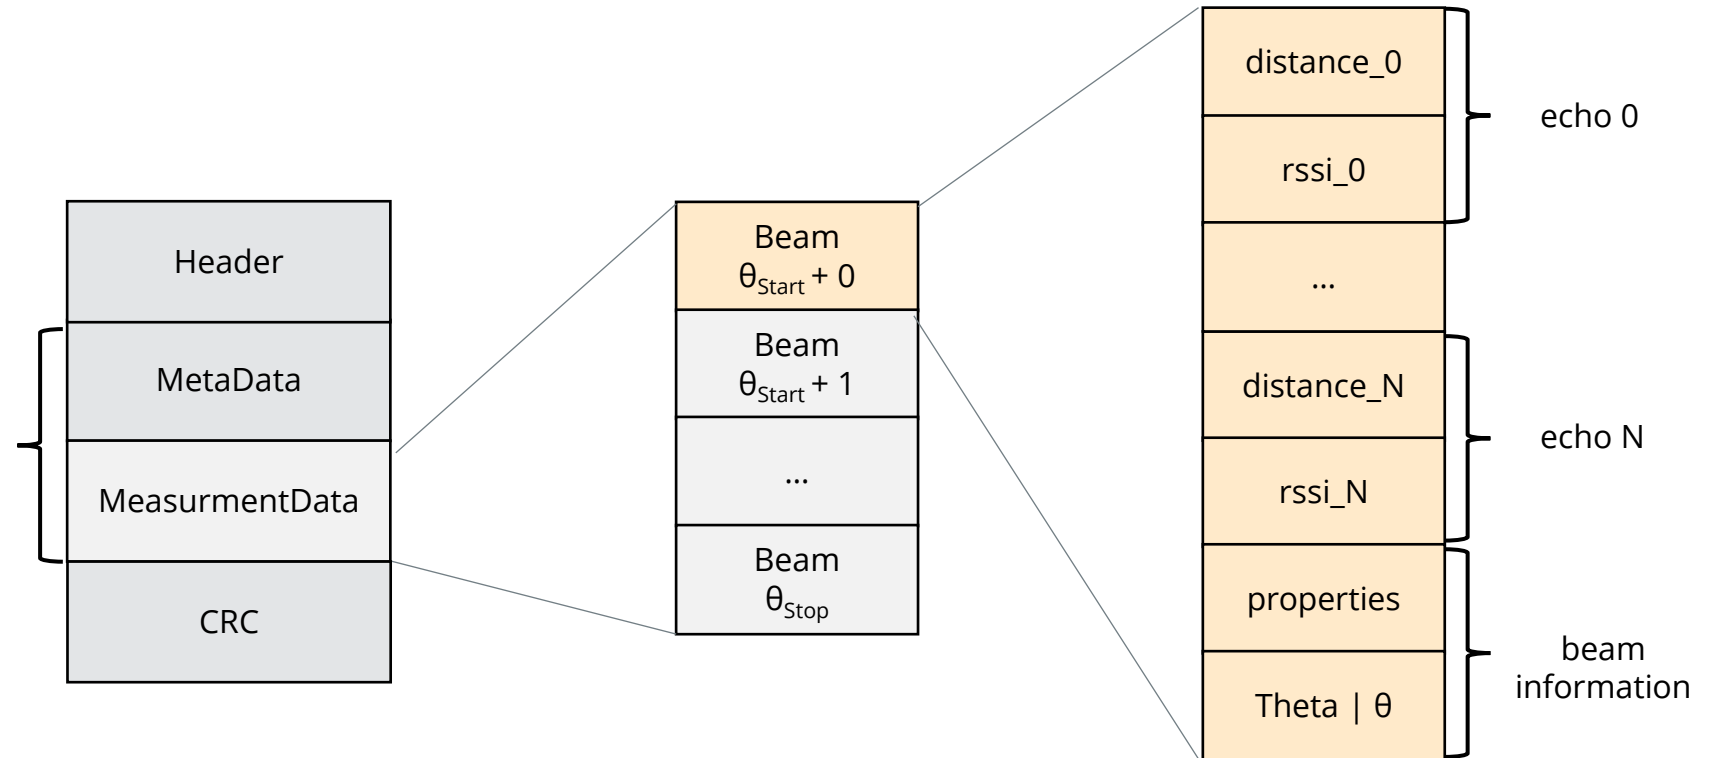 Header
MetaData
MeasurmentData
CRC
Beam
θStart + 0
Beam
θStart + 1
...
Beam
θStop
distance_0
rssi_0
...
distance_N
rssi_N
properties
Theta | θ
echo 0
echo N
beam
information